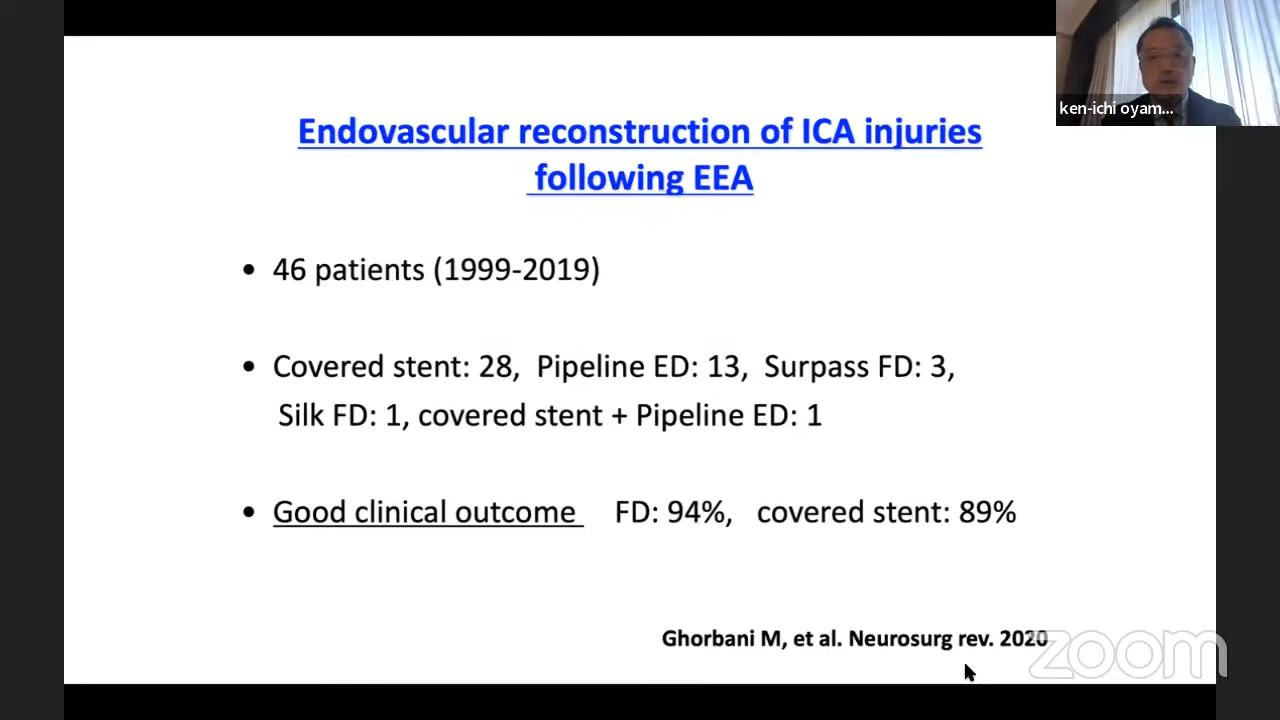 ken-ichi oyam...
Endovascular reconstruction of ICA injuries
following EEA
• 46 patients (1999-2019)
• Covered stent: 28, Pipeline ED: 13, Surpass FD: 3,
Silk FD: 1, covered stent + Pipeline ED: 1
• Good clinical outcome FD: 94%, covered stent: 89%
Ghorbani M, et al. Neurosurg rev. 2020
zoom